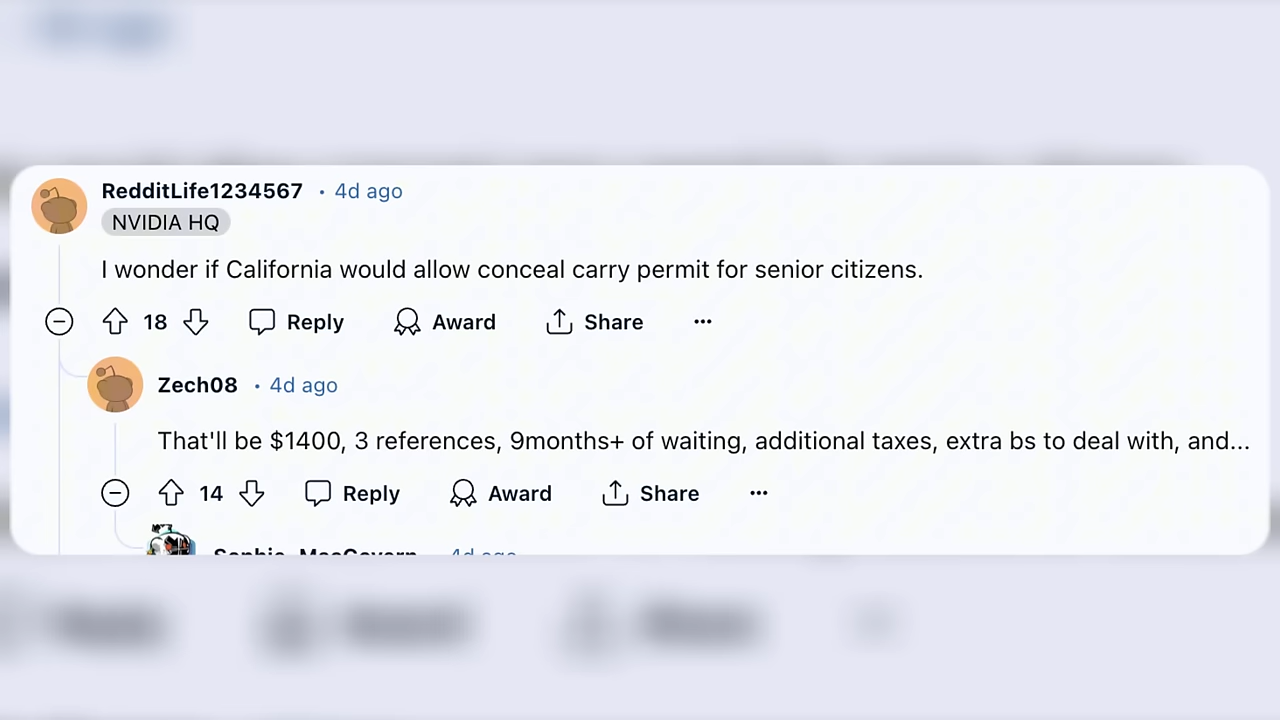 RedditLife1234567 • 4d ago
NVIDIA HQ
I wonder if California would allow conceal carry permit for senior citizens.
18 Reply Award Share ...
Zech08 • 4d ago
That'll be $1400, 3 references, 9months+ of waiting, additional taxes, extra bs to deal with, and...
14 Reply Award Share ...
4d ago